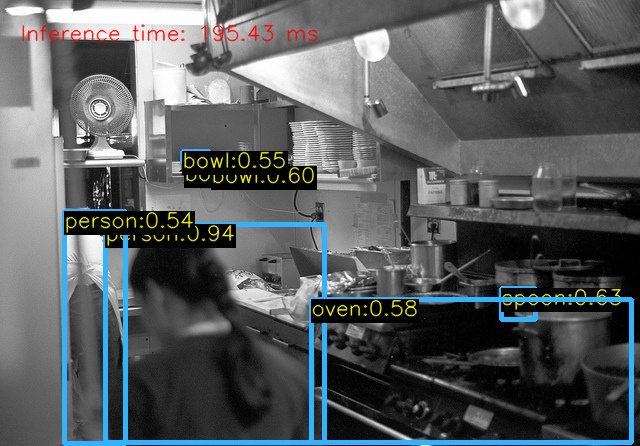 Inference time: 195.43 ms
bowl:0.55
bowl:0.60
person:0.54
person:0.94
spoon:0.63
oven:0.58